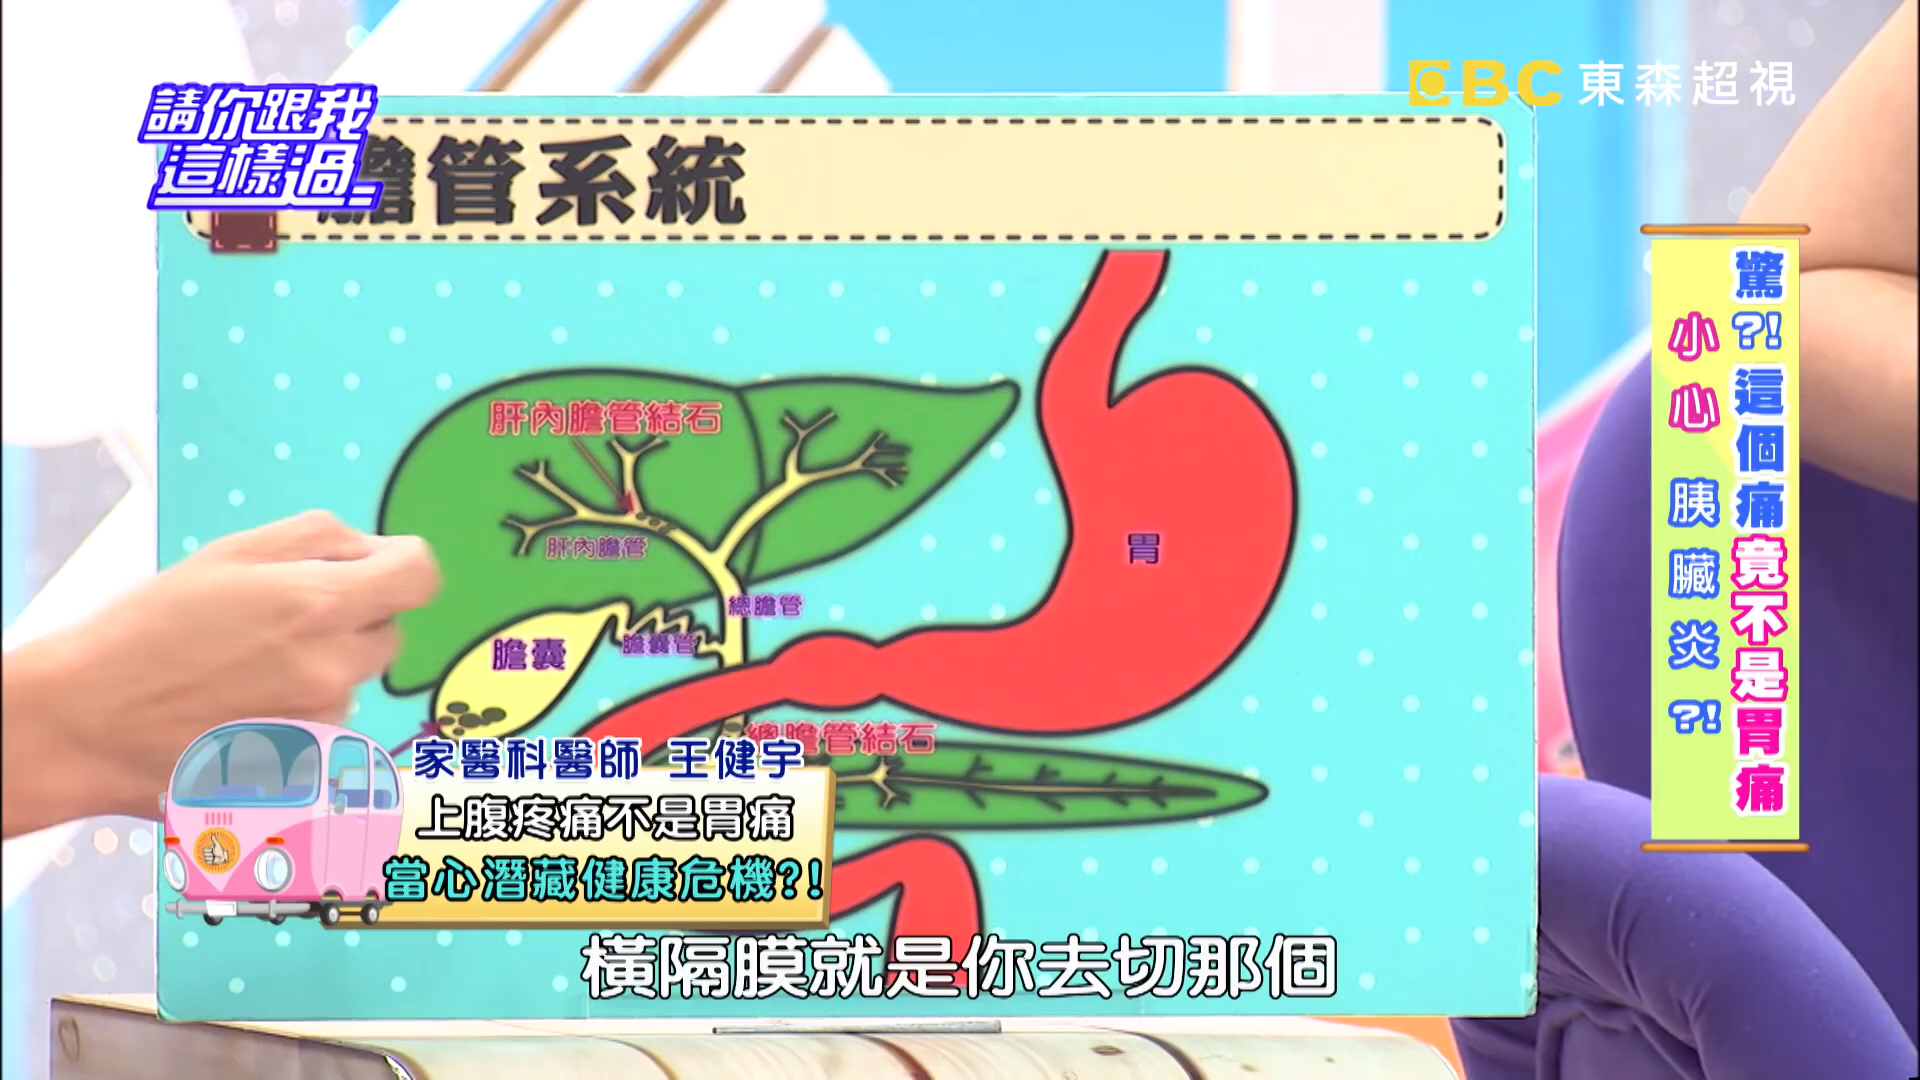 請你跟我
這樣過
EBC 東森超視
膽管系統
驚?!這個痛竟不是胃痛
小心胰臟炎?!
肝內膽管結石
肝內膽管
胃
總膽管
膽囊管
膽囊
總膽管結石
家醫科醫師 王健宇
上腹疼痛不是胃痛
當心潛藏健康危機?!
橫隔膜就是你去切那個